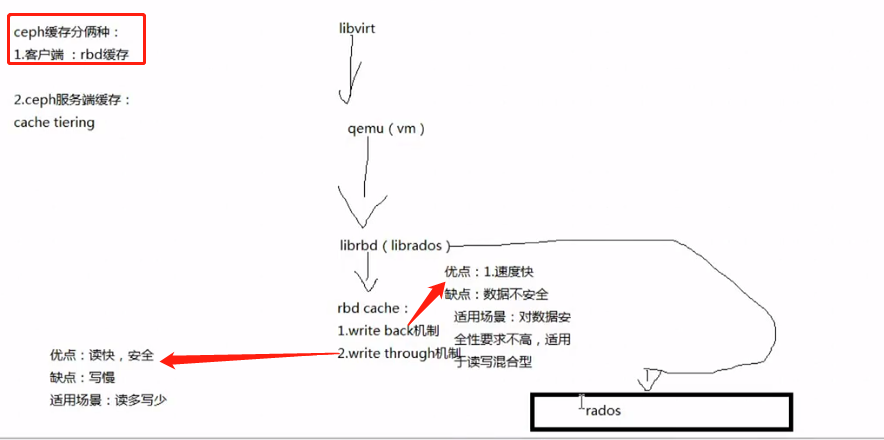 ceph缓存分俩种：
1.客户端 ：rbd缓存
2.ceph服务端缓存：
cache tiering
libvirt
qemu（vm）
librbd（librados）
rbd cache：
1.write back机制
2.write through机制
优点：1.速度快
缺点：数据不安全
适用场景：对数据安
全性要求不高，适用
于读写混合型
优点：读快，安全
缺点：写慢
适用场景：读多写少
rados